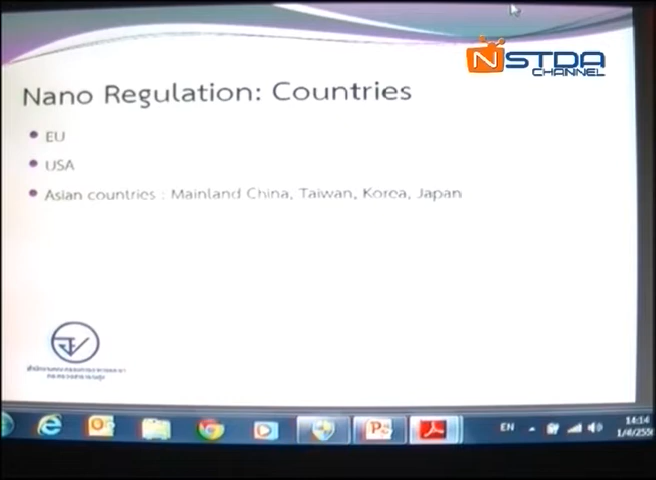 NSTDA
CHANNEL
Nano Regulation: Countries
EU
USA
Asian countries : Mainland China, Taiwan, Korea, Japan
EN
14:14